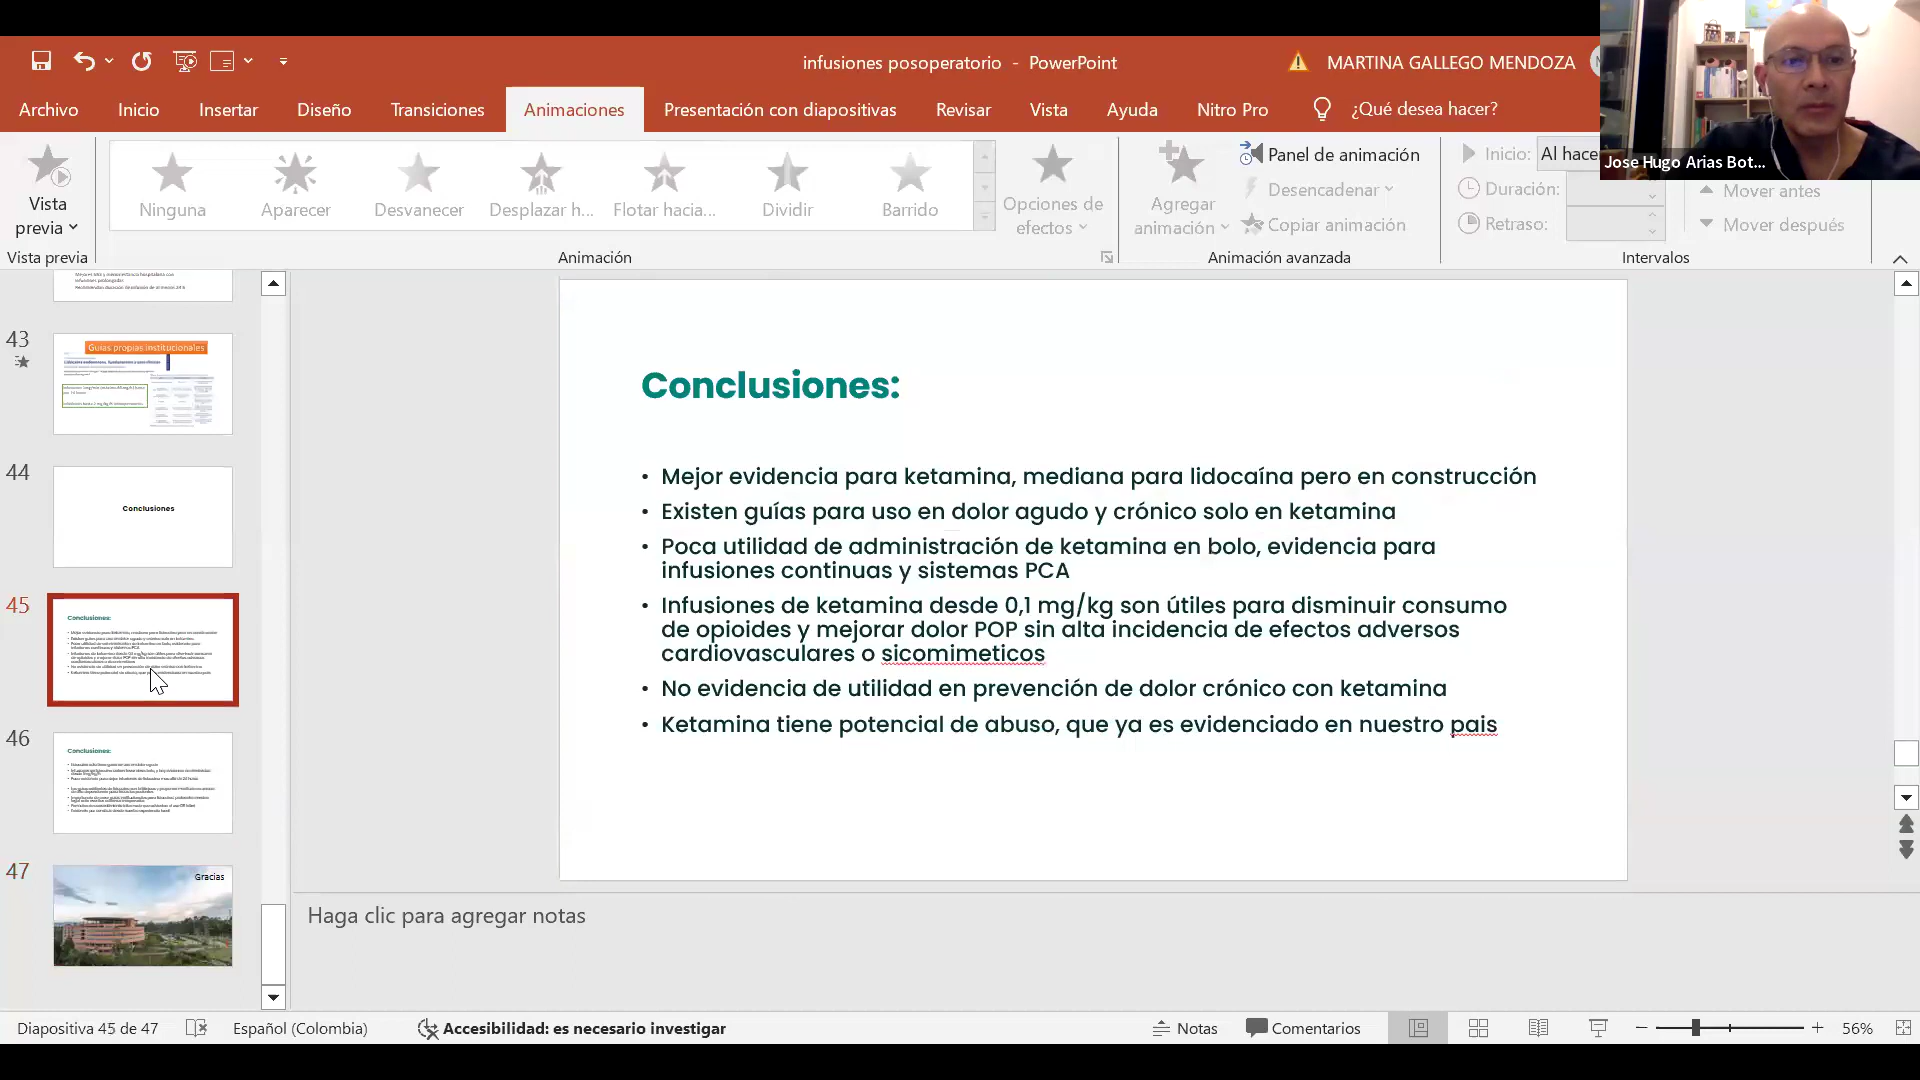 infusiones posoperatorio - PowerPoint
MARTINA GALLEGO MENDOZA
Archivo Inicio Insertar Diseño Transiciones Animaciones Presentación con diapositivas Revisar Vista Ayuda Nitro Pro ¿Qué desea hacer?
Jose Hugo Arias Bot...
Vista previa
Ninguna Aparecer Desvanecer Desplazar h... Flotar hacia... Dividir Barrido
Opciones de efectos
Agregar animación
Panel de animación
Desencadenar
Copiar animación
Inicio: Al hace
Duración:
Retraso:
Mover antes
Mover después
Vista previa Animación Animación avanzada Intervalos
43
Guías propias institucionales
44
Conclusiones
45
Conclusiones:
46
Conclusiones:
47
Gracias
Conclusiones:
• Mejor evidencia para ketamina, mediana para lidocaína pero en construcción
• Existen guías para uso en dolor agudo y crónico solo en ketamina
• Poca utilidad de administración de ketamina en bolo, evidencia para
infusiones continuas y sistemas PCA
• Infusiones de ketamina desde 0,1 mg/kg son útiles para disminuir consumo
de opioides y mejorar dolor POP sin alta incidencia de efectos adversos
cardiovasculares o sicomimeticos
• No evidencia de utilidad en prevención de dolor crónico con ketamina
• Ketamina tiene potencial de abuso, que ya es evidenciado en nuestro pais
Haga clic para agregar notas
Diapositiva 45 de 47 Español (Colombia) Accesibilidad: es necesario investigar Notas Comentarios 56%